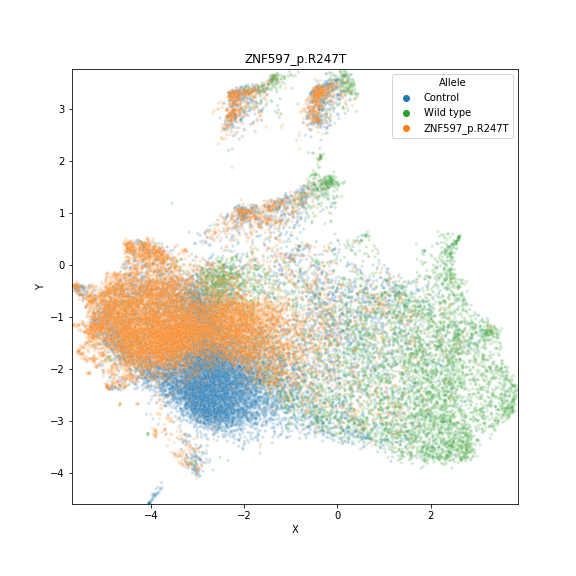 ZNF597_p.R247T
Allele
Control
Wild type
ZNF597_p.R247T
3
2
1
0
−1
−2
−3
−4
Y
−4
−2
0
2
X